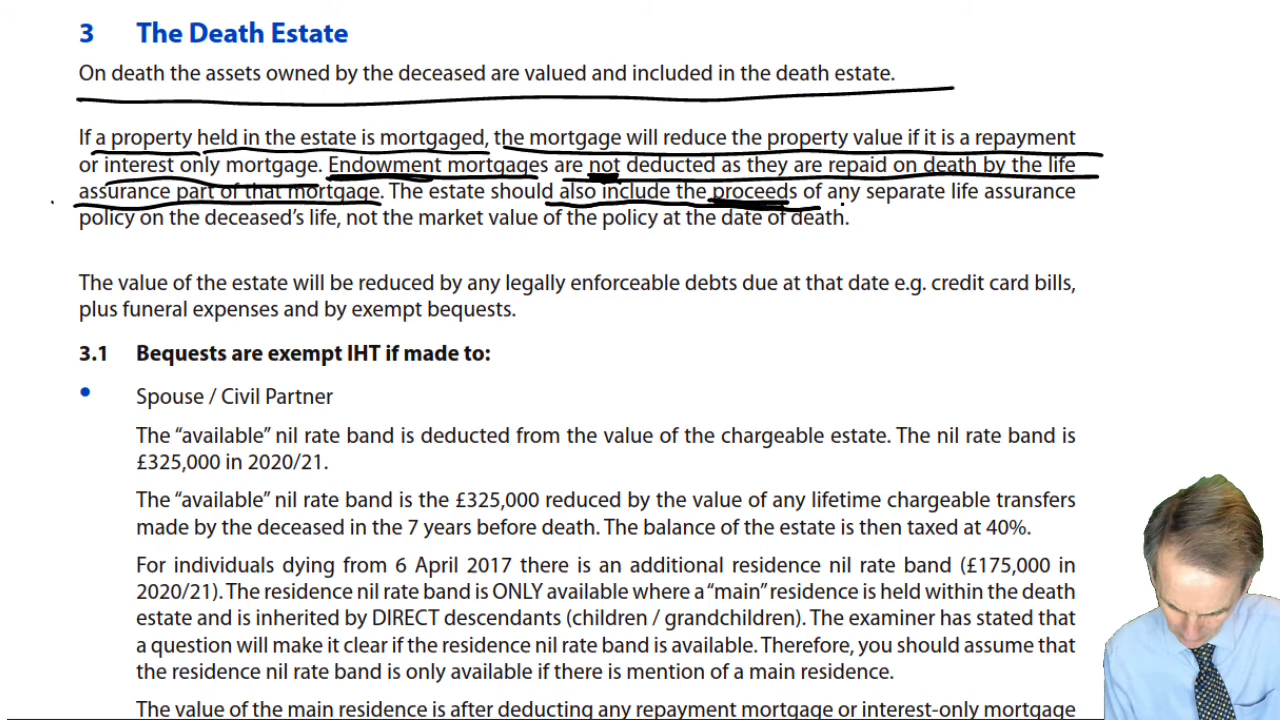 3 The Death Estate
On death the assets owned by the deceased are valued and included in the death estate.
If a property held in the estate is mortgaged, the mortgage will reduce the property value if it is a repayment
or interest only mortgage. Endowment mortgages are not deducted as they are repaid on death by the life
assurance part of that mortgage. The estate should also include the proceeds of any separate life assurance
policy on the deceased's life, not the market value of the policy at the date of death.
The value of the estate will be reduced by any legally enforceable debts due at that date e.g. credit card bills,
plus funeral expenses and by exempt bequests.
3.1 Bequests are exempt IHT if made to:
• Spouse / Civil Partner
The “available” nil rate band is deducted from the value of the chargeable estate. The nil rate band is
£325,000 in 2020/21.
The “available” nil rate band is the £325,000 reduced by the value of any lifetime chargeable transfers
made by the deceased in the 7 years before death. The balance of the estate is then taxed at 40%.
For individuals dying from 6 April 2017 there is an additional residence nil rate band (£175,000 in
2020/21). The residence nil rate band is ONLY available where a “main” residence is held within the death
estate and is inherited by DIRECT descendants (children / grandchildren). The examiner has stated that
a question will make it clear if the residence nil rate band is available. Therefore, you should assume that
the residence nil rate band is only available if there is mention of a main residence.
The value of the main residence is after deducting any repayment mortgage or interest-only mortgage